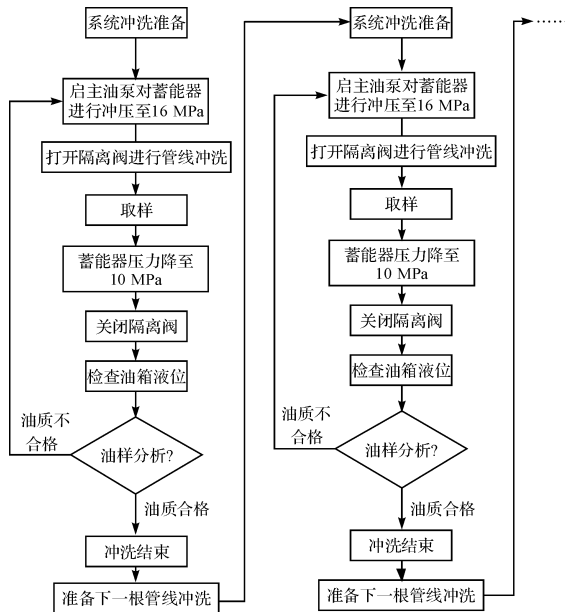 系统冲洗准备
启主油泵对蓄能器
进行冲压至16 MPa
打开隔离阀进行管线冲洗
取样
蓄能器压力降至
10 MPa
关闭隔离阀
检查油箱液位
油质不
合格
油样分析?
油质合格
冲洗结束
准备下一根管线冲洗
系统冲洗准备
启主油泵对蓄能器
进行冲压至16 MPa
打开隔离阀进行管线冲洗
取样
蓄能器压力降至
10 MPa
关闭隔离阀
检查油箱液位
油质不
合格
油样分析?
油质合格
冲洗结束
准备下一根管线冲洗
……